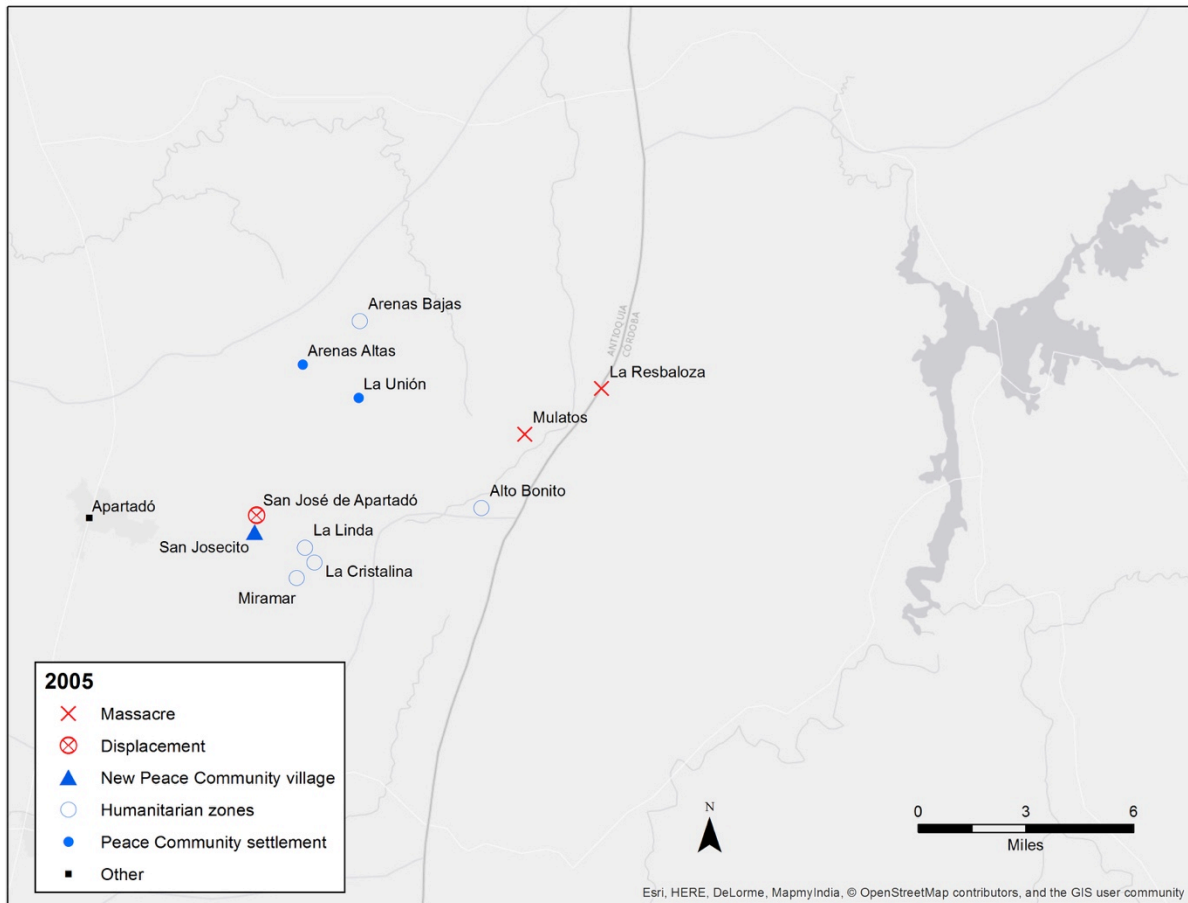 Arenas Bajas
Arenas Altas
La Unión
ANTIOQUIA
CÓRDOBA
La Resbaloza
Mulatos
Alto Bonito
Apartadó
San José de Apartadó
San Josecito
La Linda
La Cristalina
Miramar
2005
Massacre
Displacement
New Peace Community village
Humanitarian zones
Peace Community settlement
Other
N
0 3 6
Miles
Esri, HERE, DeLorme, MapmyIndia, © OpenStreetMap contributors, and the GIS user community